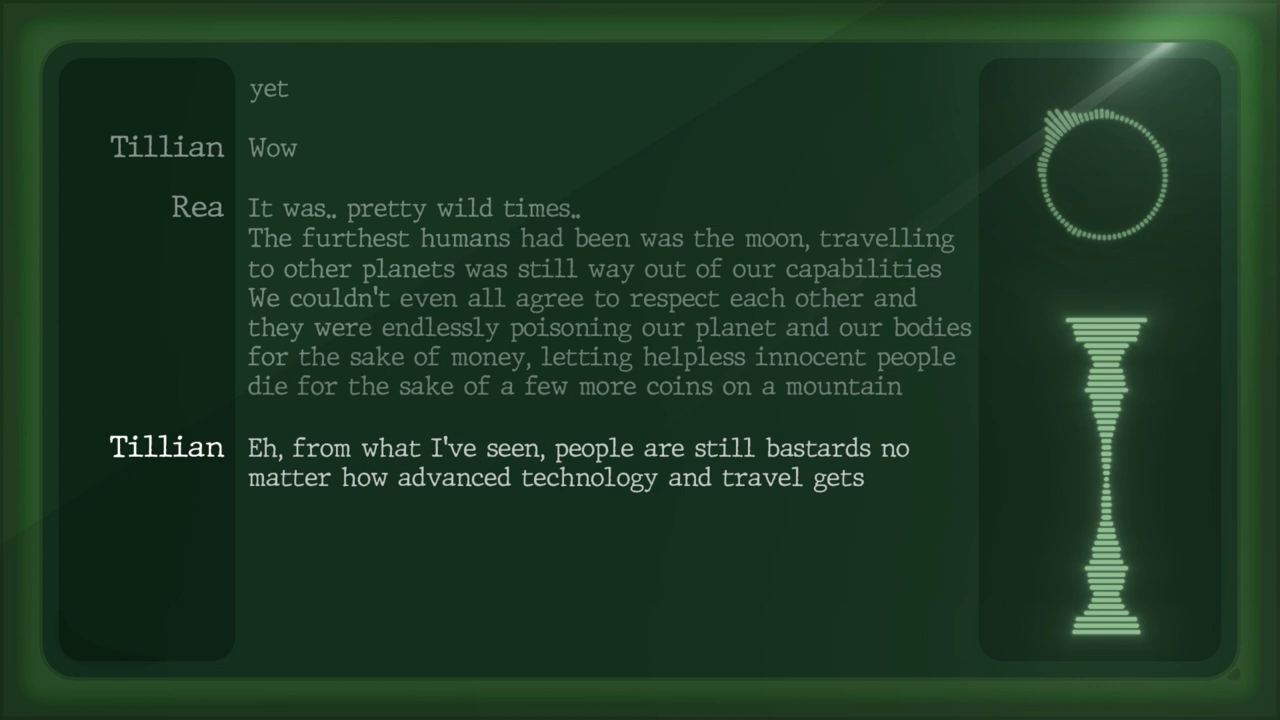 yet
Tillian Wow
Rea It was.. pretty wild times..
The furthest humans had been was the moon, travelling
to other planets was still way out of our capabilities
We couldn't even all agree to respect each other and
they were endlessly poisoning our planet and our bodies
for the sake of money, letting helpless innocent people
die for the sake of a few more coins on a mountain
Tillian Eh, from what I've seen, people are still bastards no
matter how advanced technology and travel gets